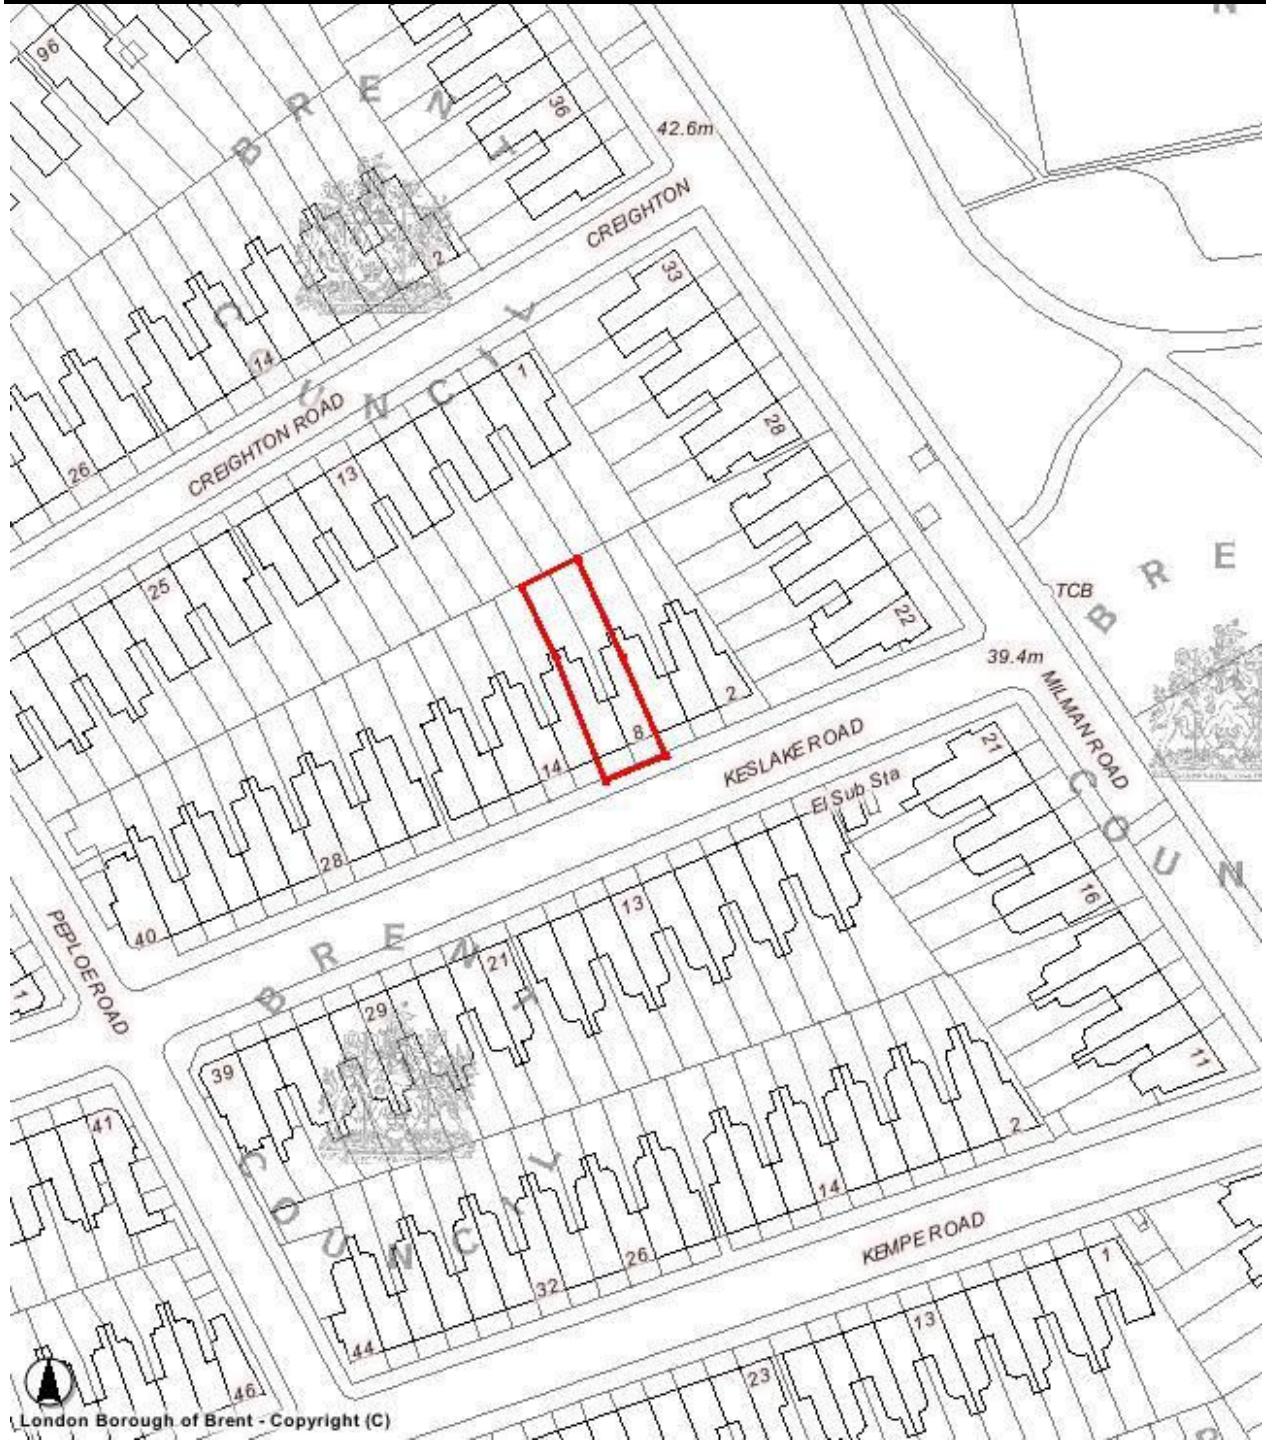 N
96
B R E N T
36
42.6m
CREIGHTON
2
33
C O U N C I L
14
1
CREIGHTON ROAD
26
13
28
25
22
TCB
B R E
39.4m
MILMAN ROAD
2
8
14
KESLAKE ROAD
21
El Sub Sta
C O U N
28
13
16
40
PEPLOE ROAD
B R E N T
21
29
1
39
11
41
2
14
C O U N C I L
KEMPE ROAD
26
32
1
44
13
23
46
London Borough of Brent - Copyright (C)